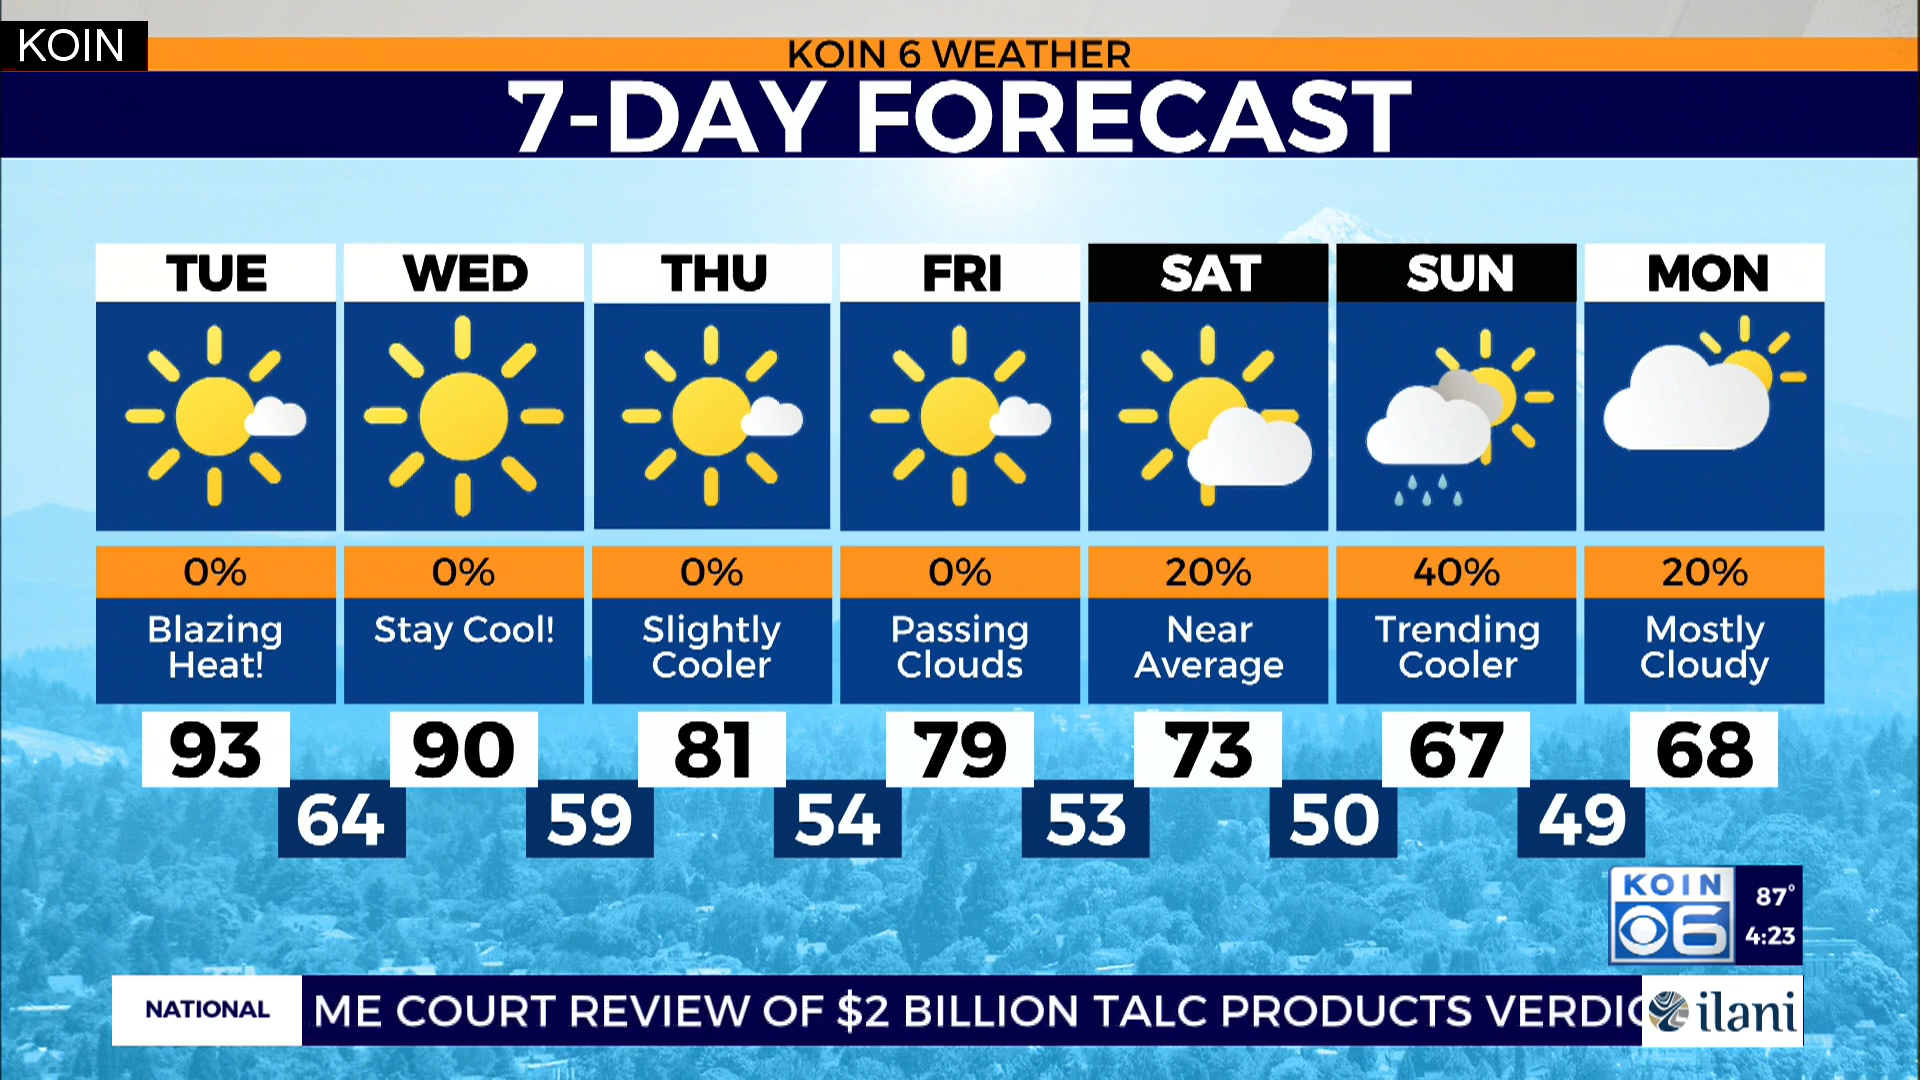 KOIN
KOIN 6 WEATHER
7-DAY FORECAST
TUE WED THU FRI SAT SUN MON
0% 0% 0% 0% 20% 40% 20%
Blazing Heat!
Stay Cool!
Slightly Cooler
Passing Clouds
Near Average
Trending Cooler
Mostly Cloudy
93 90 81 79 73 67 68
64 59 54 53 50 49
KOIN
6
87°
4:23
NATIONAL
ME COURT REVIEW OF $2 BILLION TALC PRODUCTS VERDIC
ilani